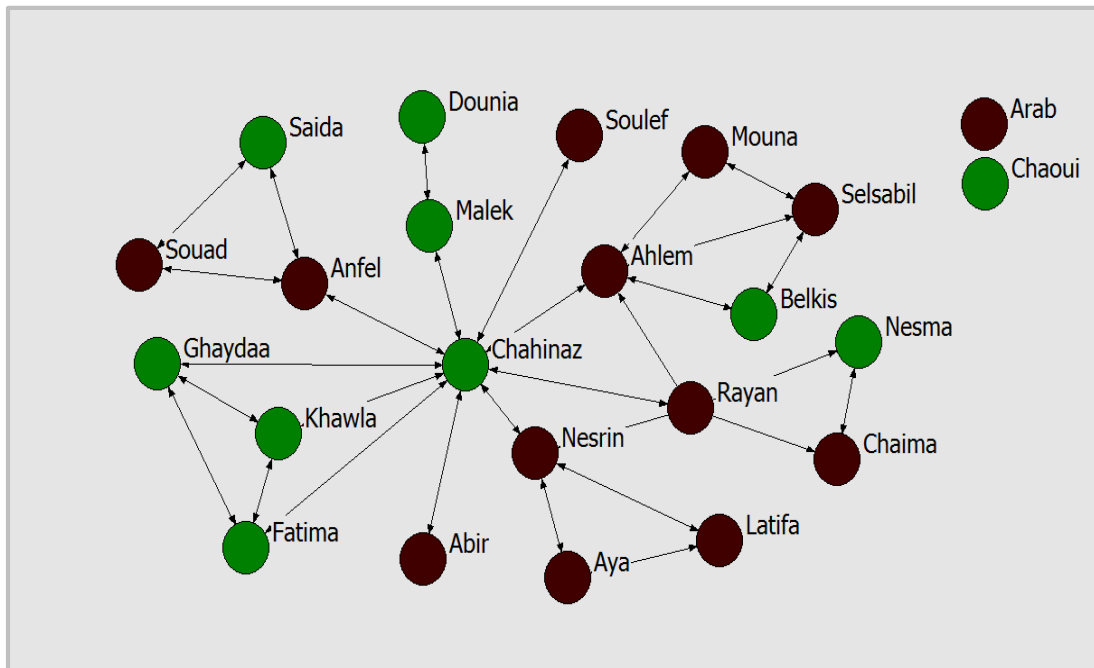 Dounia
Arab
Saida
Soulef
Mouna
Chaoui
Selsabil
Malek
Souad
Anfel
Ahlem
Belkis
Nesma
Ghaydaa
Chahinaz
Rayan
Khawla
Nesrin
Chaima
Fatima
Abir
Latifa
Aya